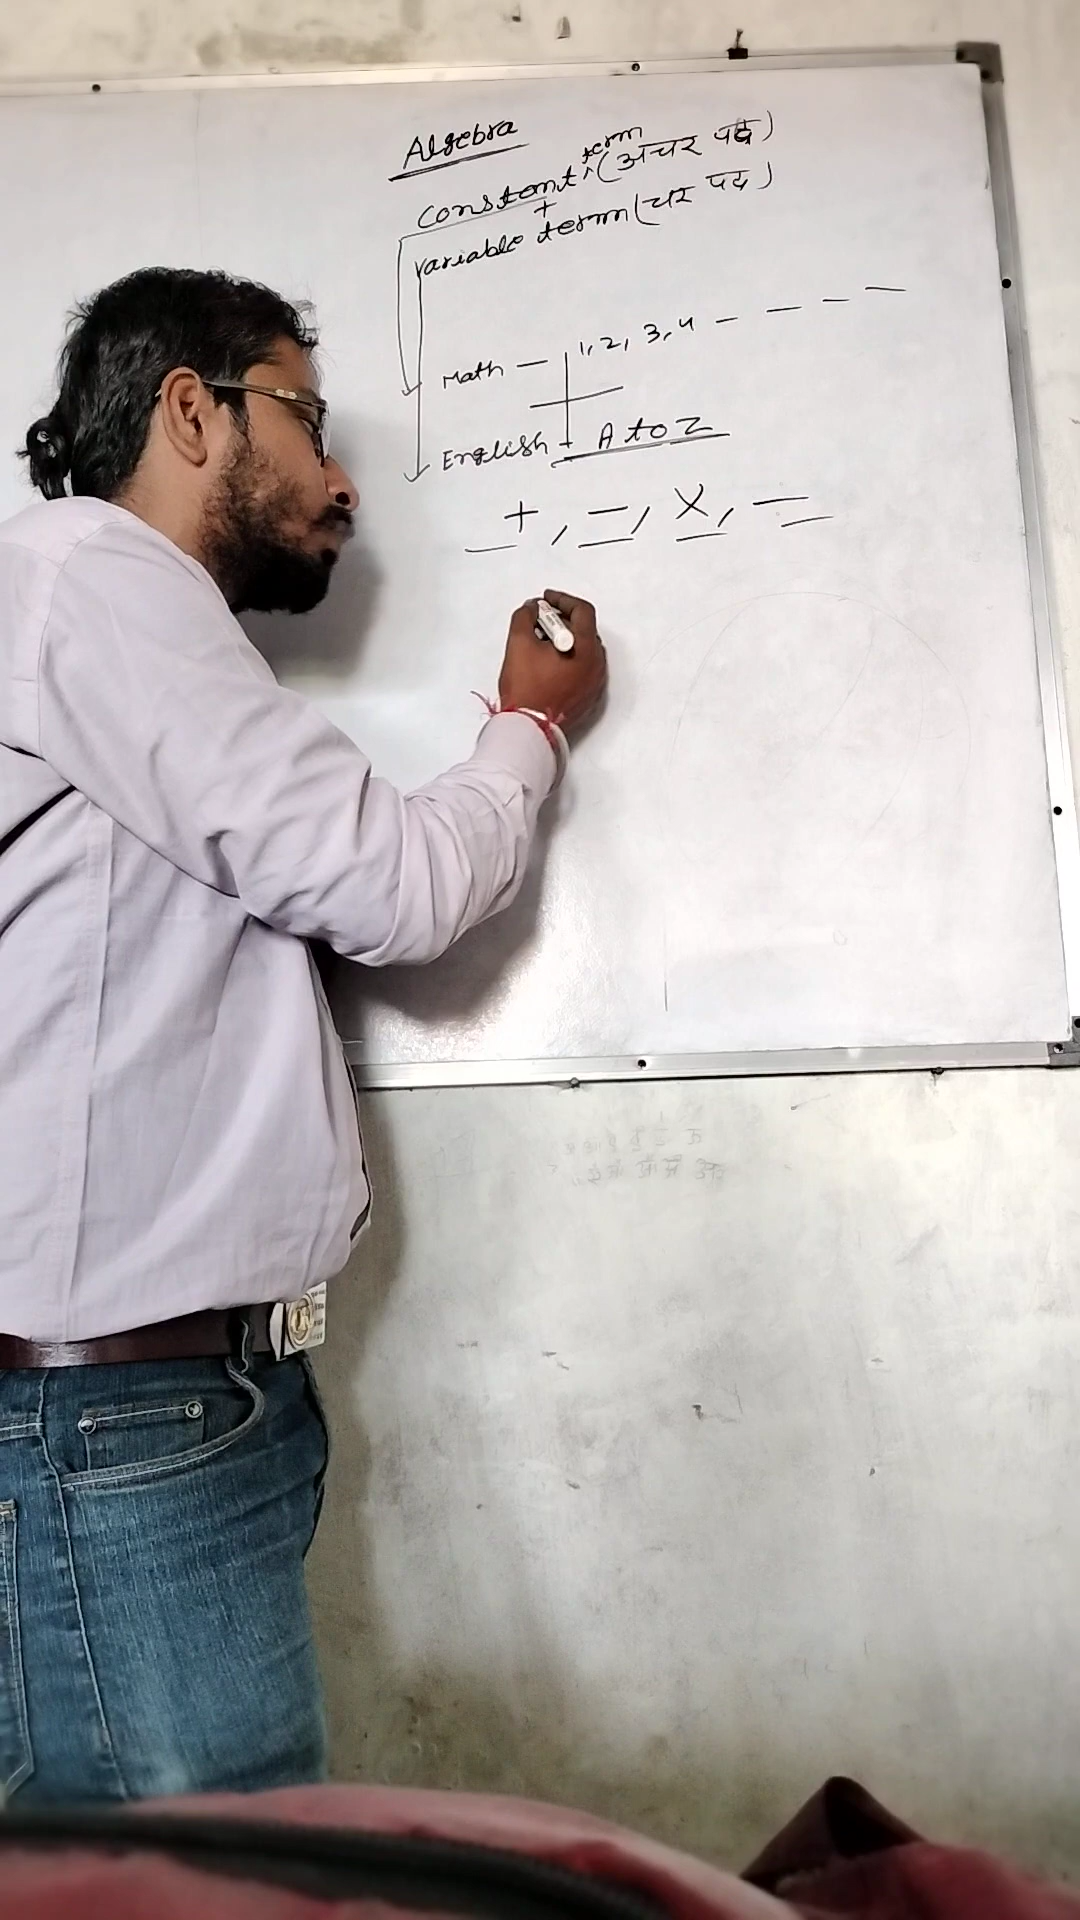 Algebra
constant term (अचर पद)
+
variable term (चर पद)
Math — 1, 2, 3, 4 — — — —
+
English - A to Z
+, −, ×, —